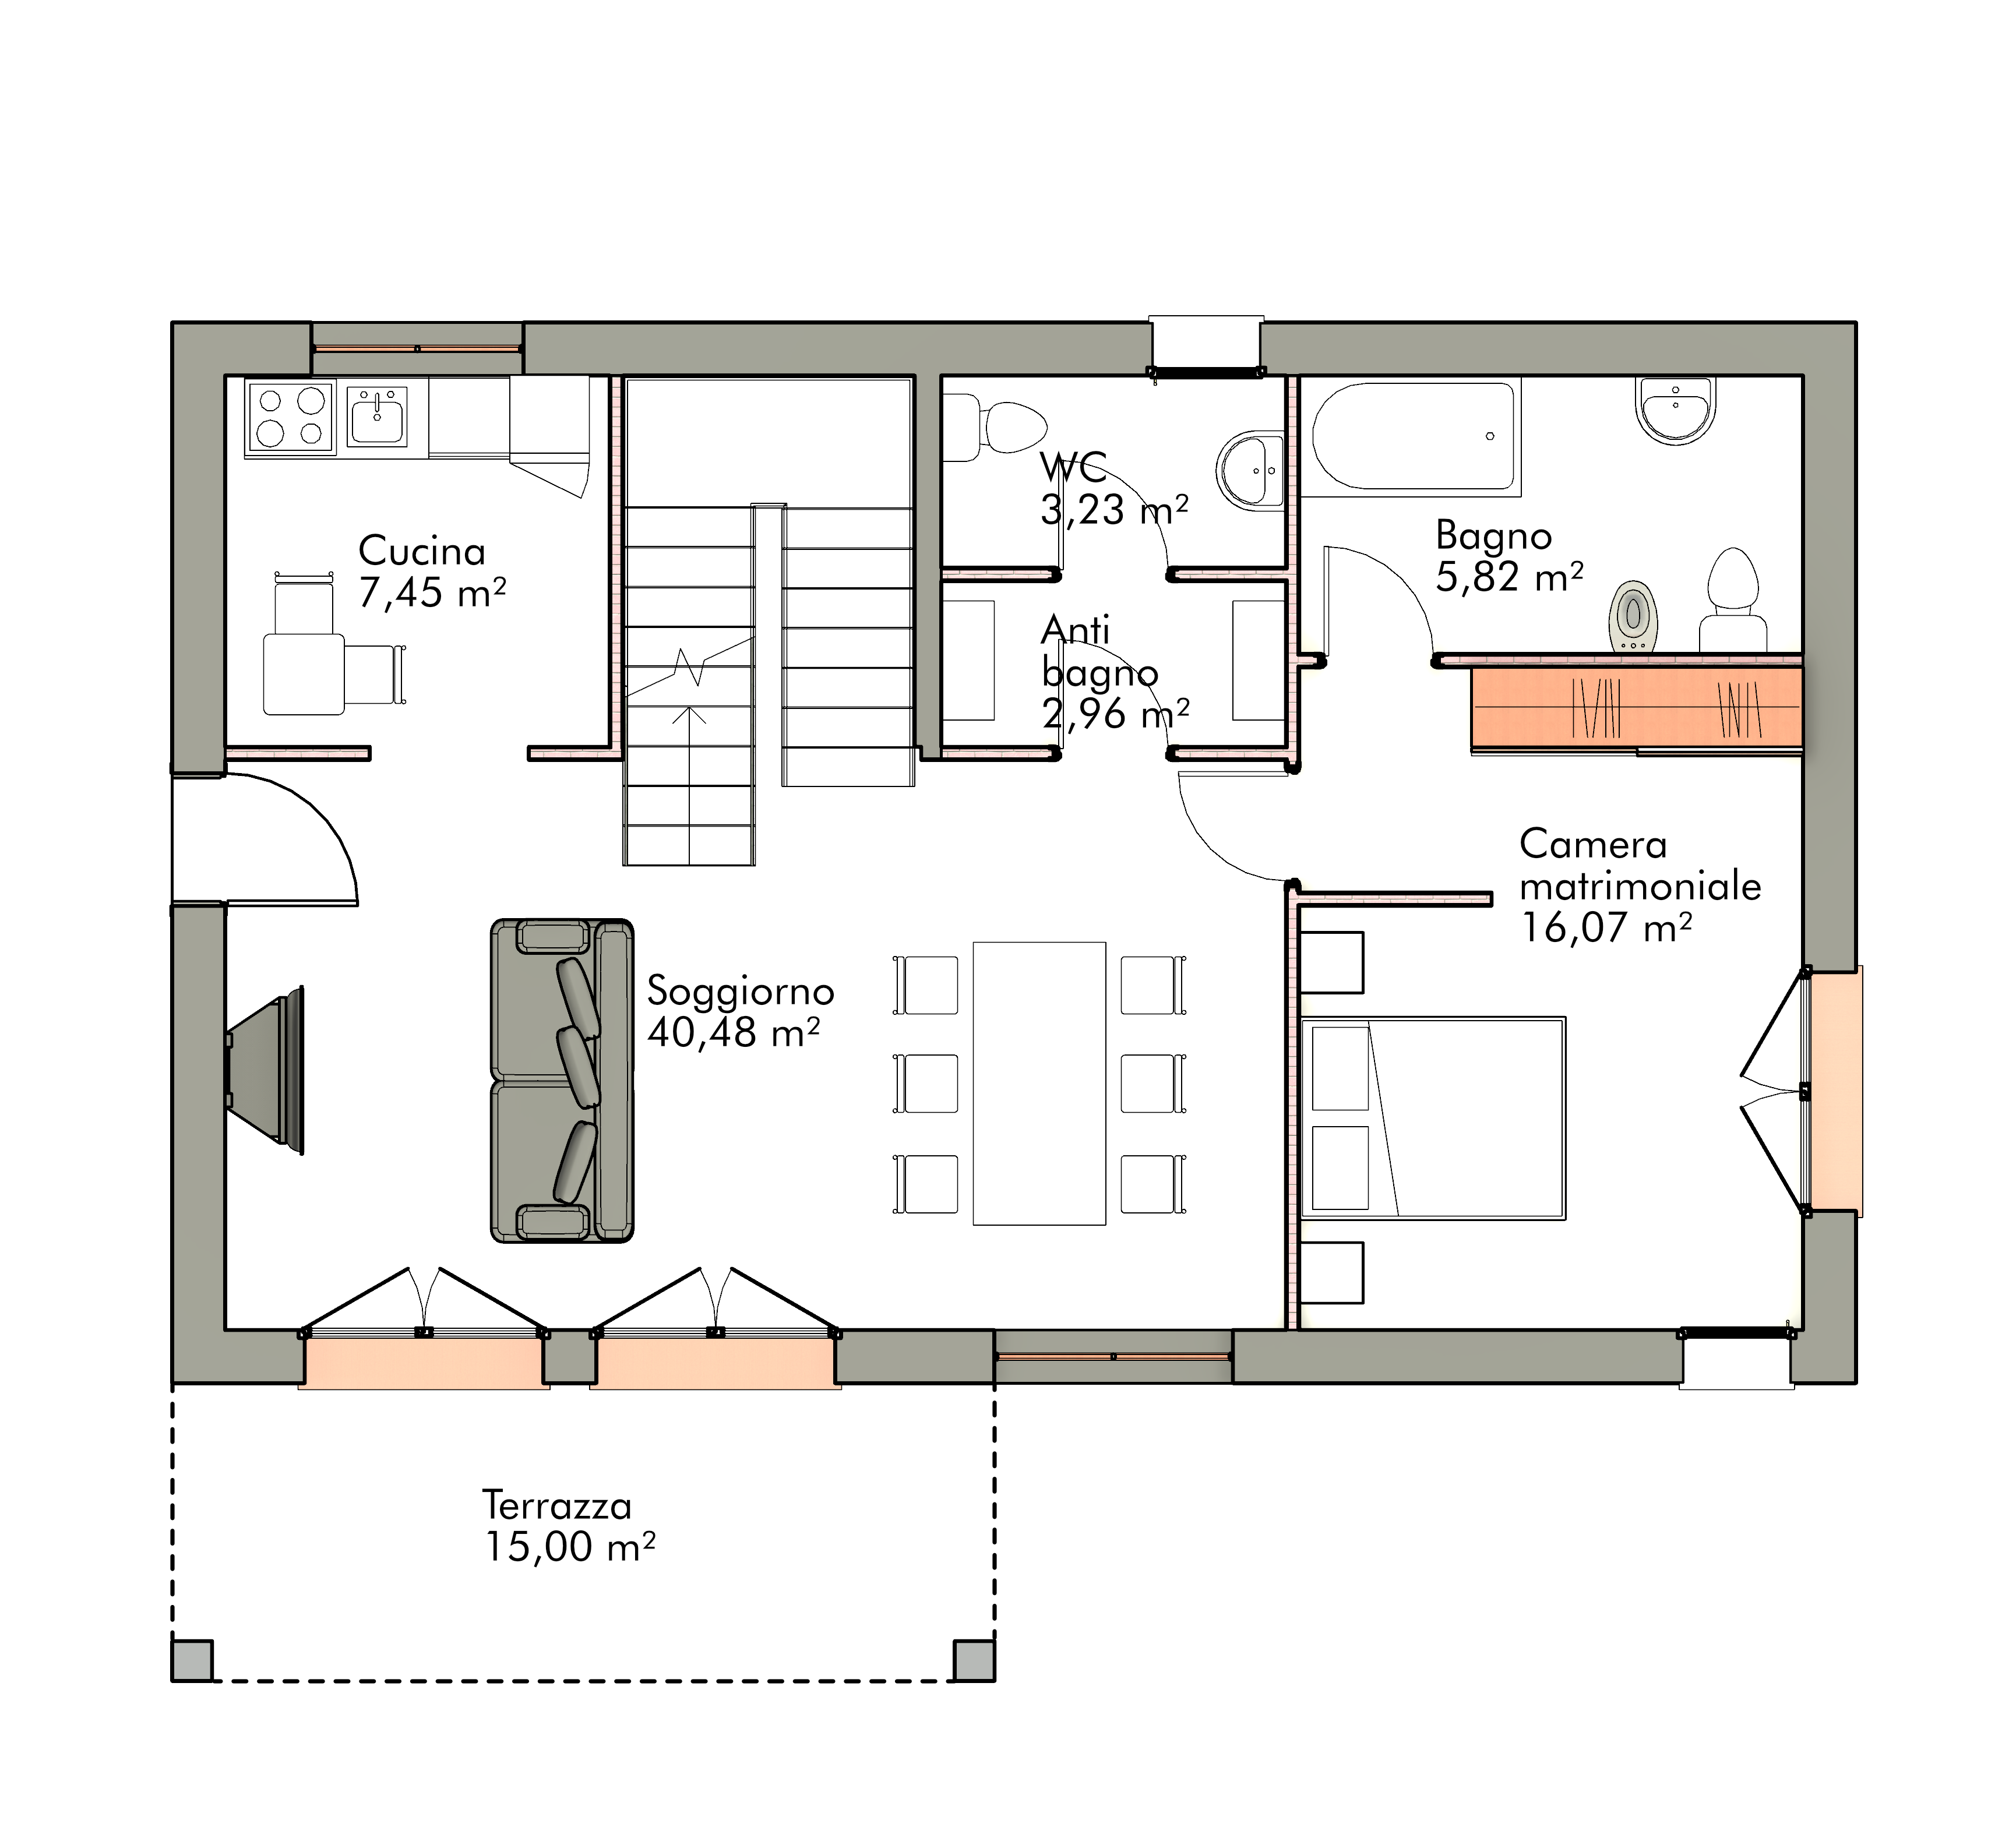 WC
3,23 m²
Bagno
5,82 m²
Cucina
7,45 m²
Anti
bagno
2,96 m²
Camera
matrimoniale
16,07 m²
Soggiorno
40,48 m²
Terrazza
15,00 m²